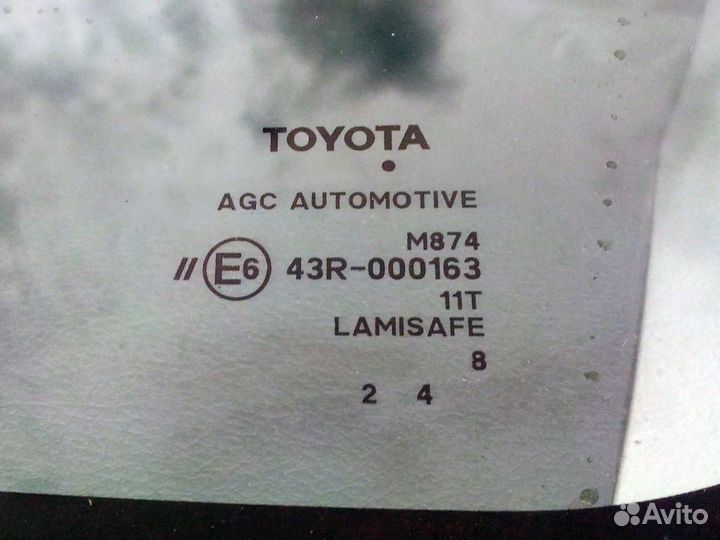 TOYOTA
AGC AUTOMOTIVE
M874
// E6 43R-000163
11T
LAMISAFE
8
2 4
Avito